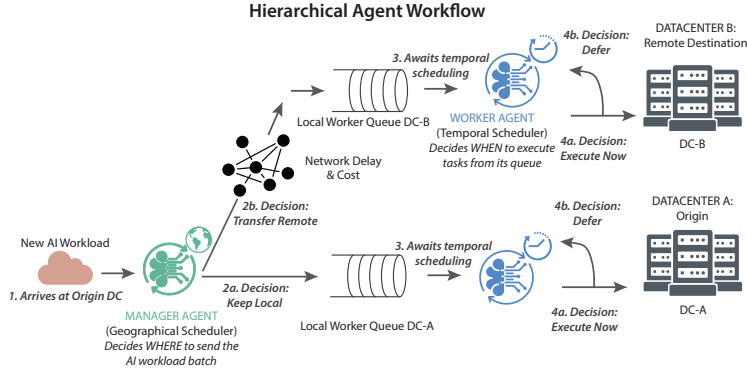 Hierarchical Agent Workflow
4b. Decision:
Defer
DATACENTER B:
Remote Destination
3. Awaits temporal
scheduling
Local Worker Queue DC-B
WORKER AGENT
(Temporal Scheduler)
Decides WHEN to execute
tasks from its queue
4a. Decision:
Execute Now
DC-B
Network Delay
& Cost
2b. Decision:
Transfer Remote
4b. Decision:
Defer
DATACENTER A:
Origin
New AI Workload
3. Awaits temporal
scheduling
1. Arrives at Origin DC
2a. Decision:
Keep Local
MANAGER AGENT
(Geographical Scheduler)
Decides WHERE to send the
AI workload batch
Local Worker Queue DC-A
4a. Decision:
Execute Now
DC-A